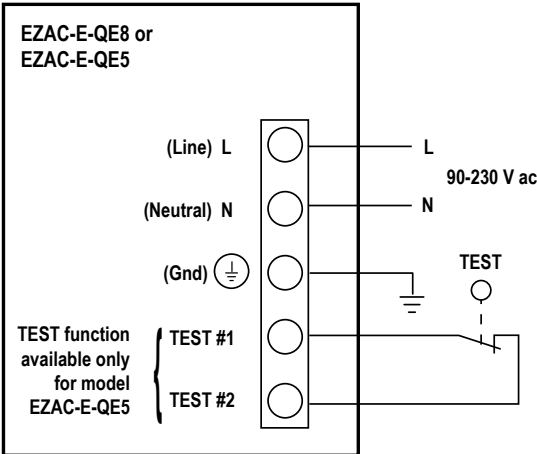 EZAC-E-QE8 or
EZAC-E-QE5
(Line) L
L
90-230 V ac
(Neutral) N
N
(Gnd)
TEST
TEST function
available only
for model
EZAC-E-QE5
TEST #1
TEST #2